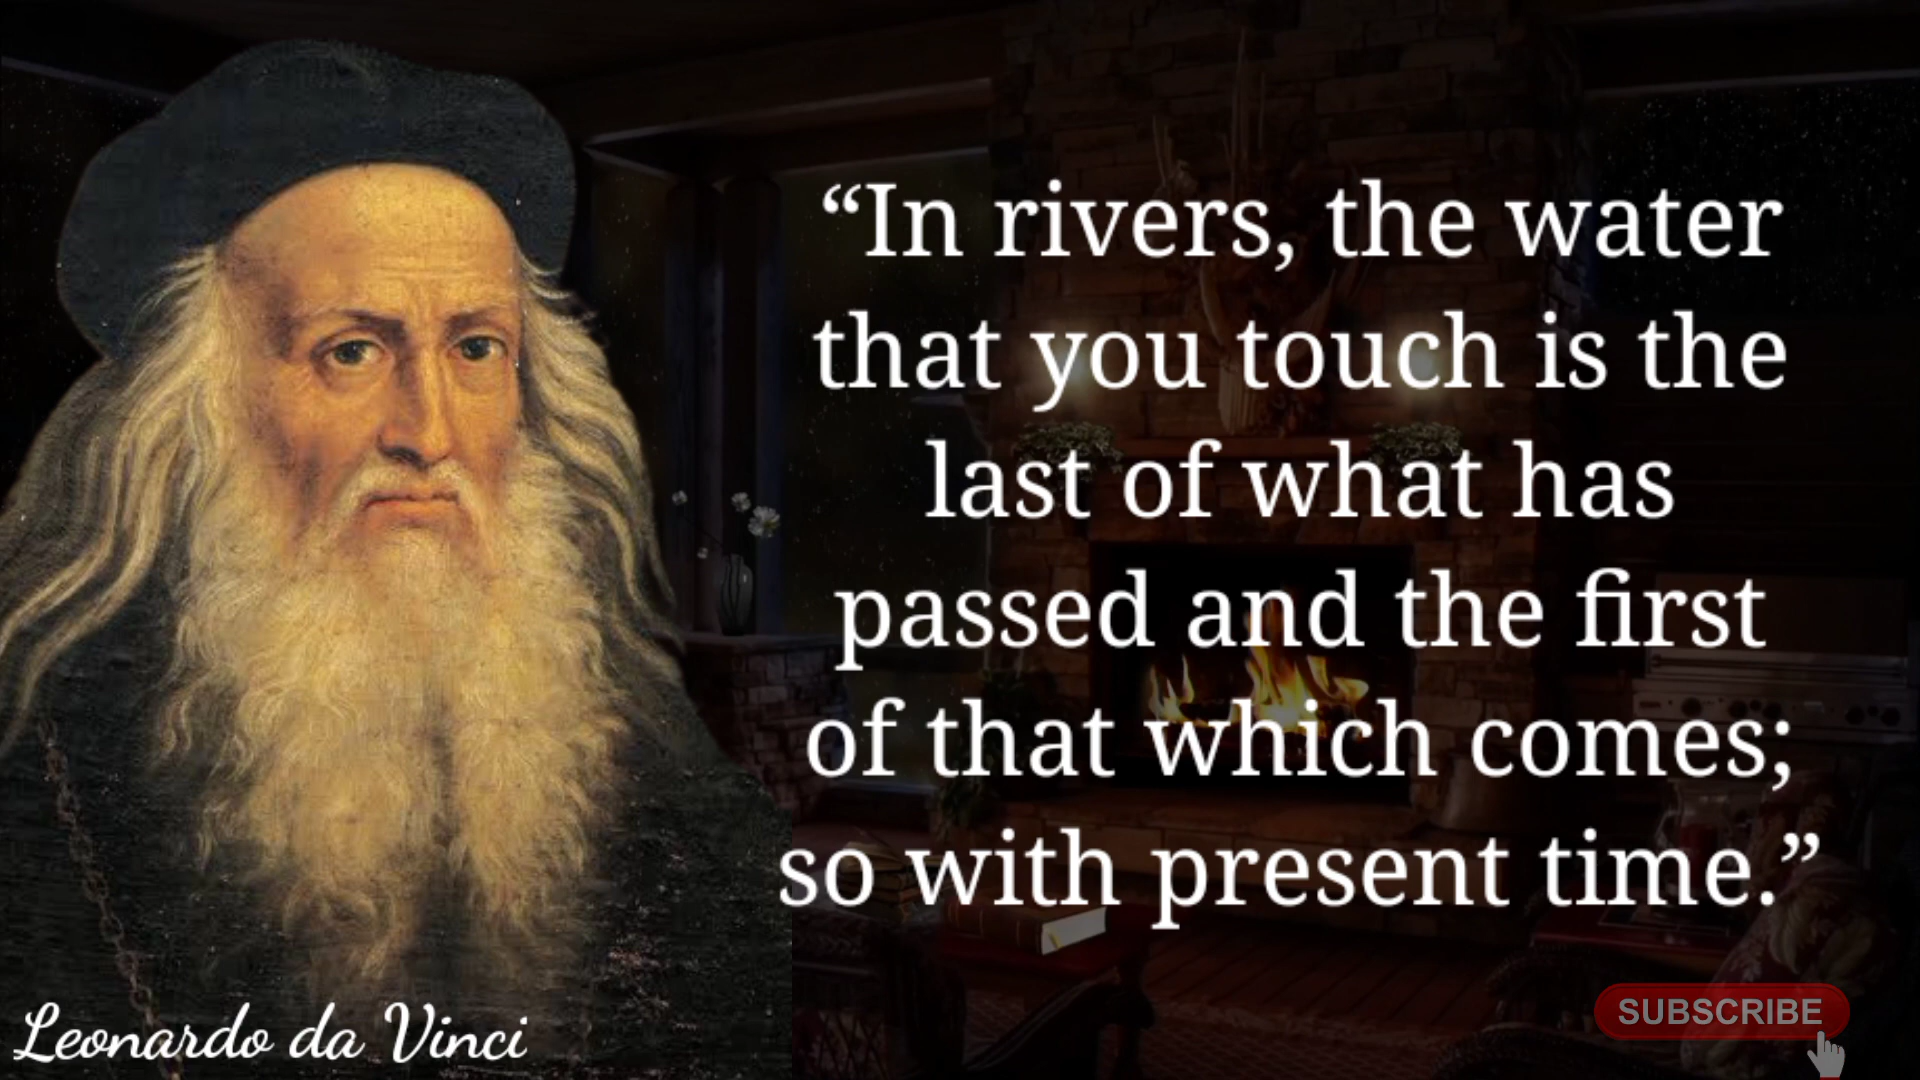 “In rivers, the water
that you touch is the
last of what has
passed and the first
of that which comes;
so with present time.”
Leonardo da Vinci
SUBSCRIBE